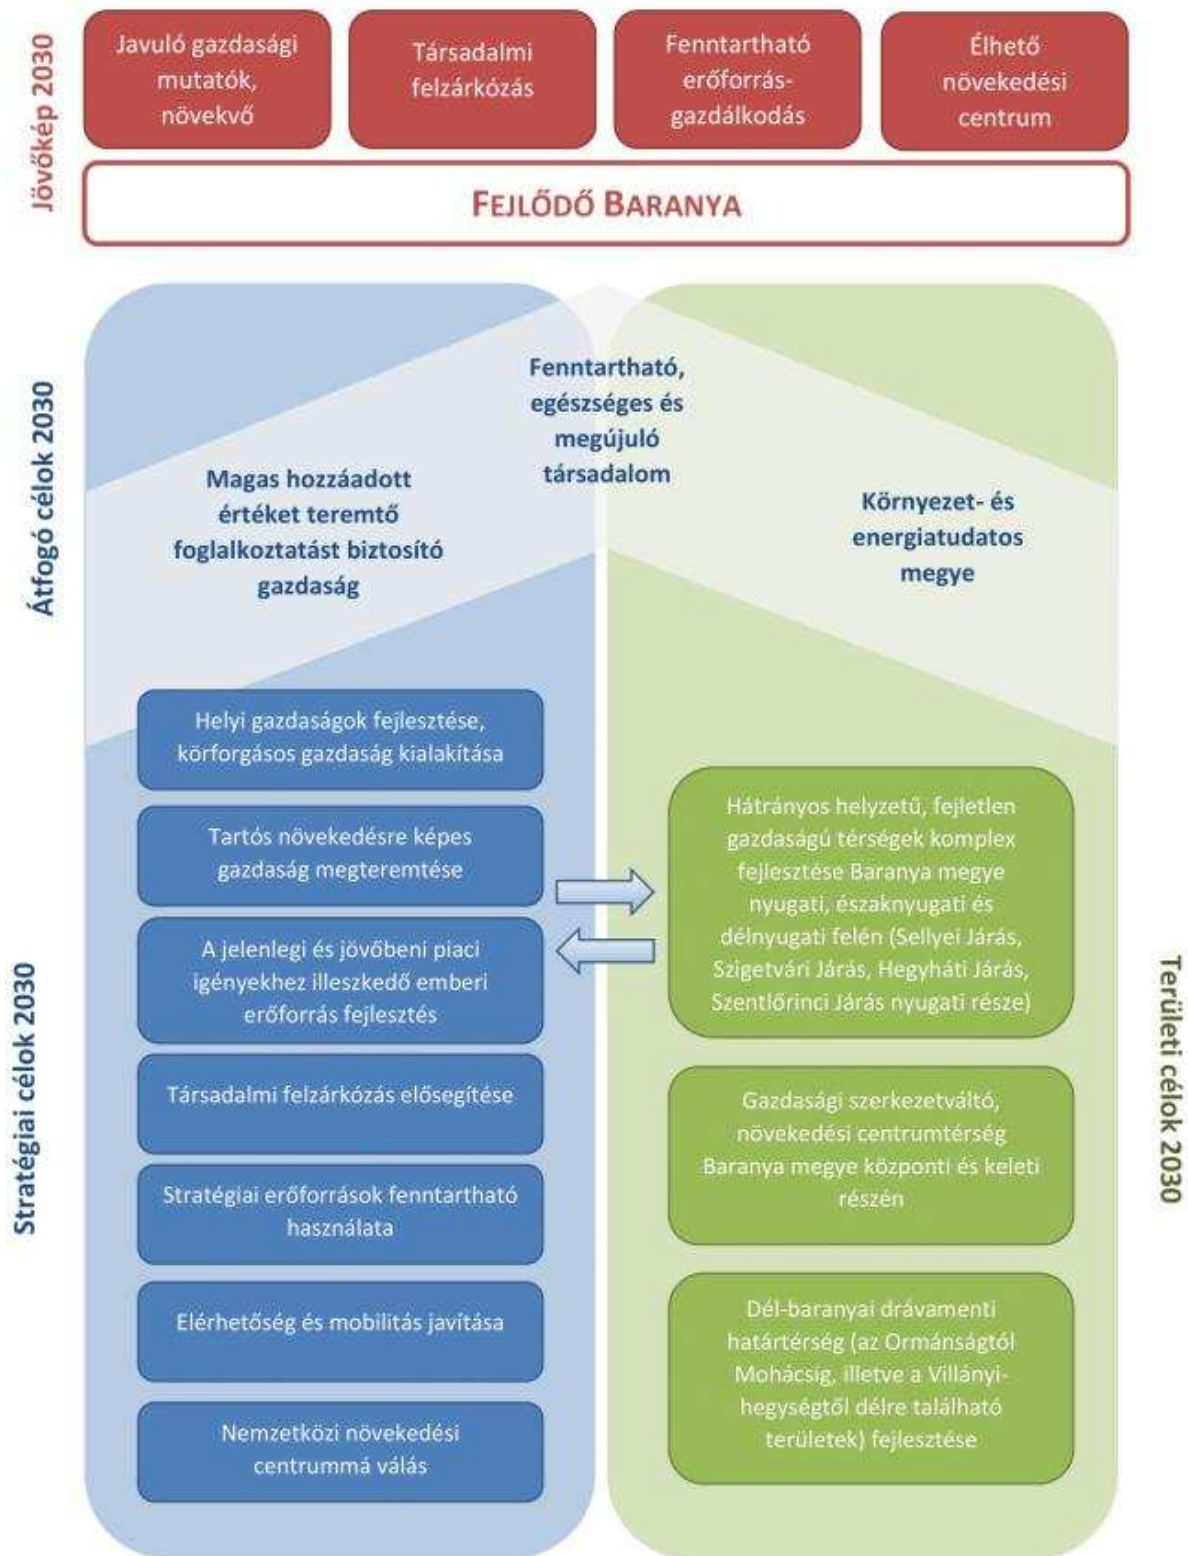 Jövőkép 2030
Javuló gazdasági
mutatók,
növekvő
Társadalmi
felzárkózás
Fenntartható
erőforrás-
gazdálkodás
Élhető
növekedési
centrum
FEJLŐDŐ BARANYA
Átfogó célok 2030
Magas hozzáadott
értéket teremtő
foglalkoztatást biztosító
gazdaság
Fenntartható,
egészséges és
megújuló
társadalom
Környezet- és
energiatudatos
megye
Stratégiai célok 2030
Helyi gazdaságok fejlesztése,
körforgásos gazdaság kialakítása
Tartós növekedésre képes
gazdaság megteremtése
A jelenlegi és jövőbeni piaci
igényekhez illeszkedő emberi
erőforrás fejlesztés
Társadalmi felzárkózás elősegítése
Stratégiai erőforrások fenntartható
használata
Elérhetőség és mobilitás javítása
Nemzetközi növekedési
centrummá válás
Területi célok 2030
Hátrányos helyzetű, fejletlen
gazdaságú térségek komplex
fejlesztése Baranya megye
nyugati, északnyugati és
délnyugati felén (Sellyei Járás,
Szigetvári Járás, Hegyháti Járás,
Szentlőrinci Járás nyugati része)
Gazdasági szerkezetváltó,
növekedési centrumtérség
Baranya megye központi és keleti
részén
Dél-baranyai drávamenti
határtérség (az Ormánságtól
Mohácsig, illetve a Villányi-
hegységtől délre található
területek) fejlesztése